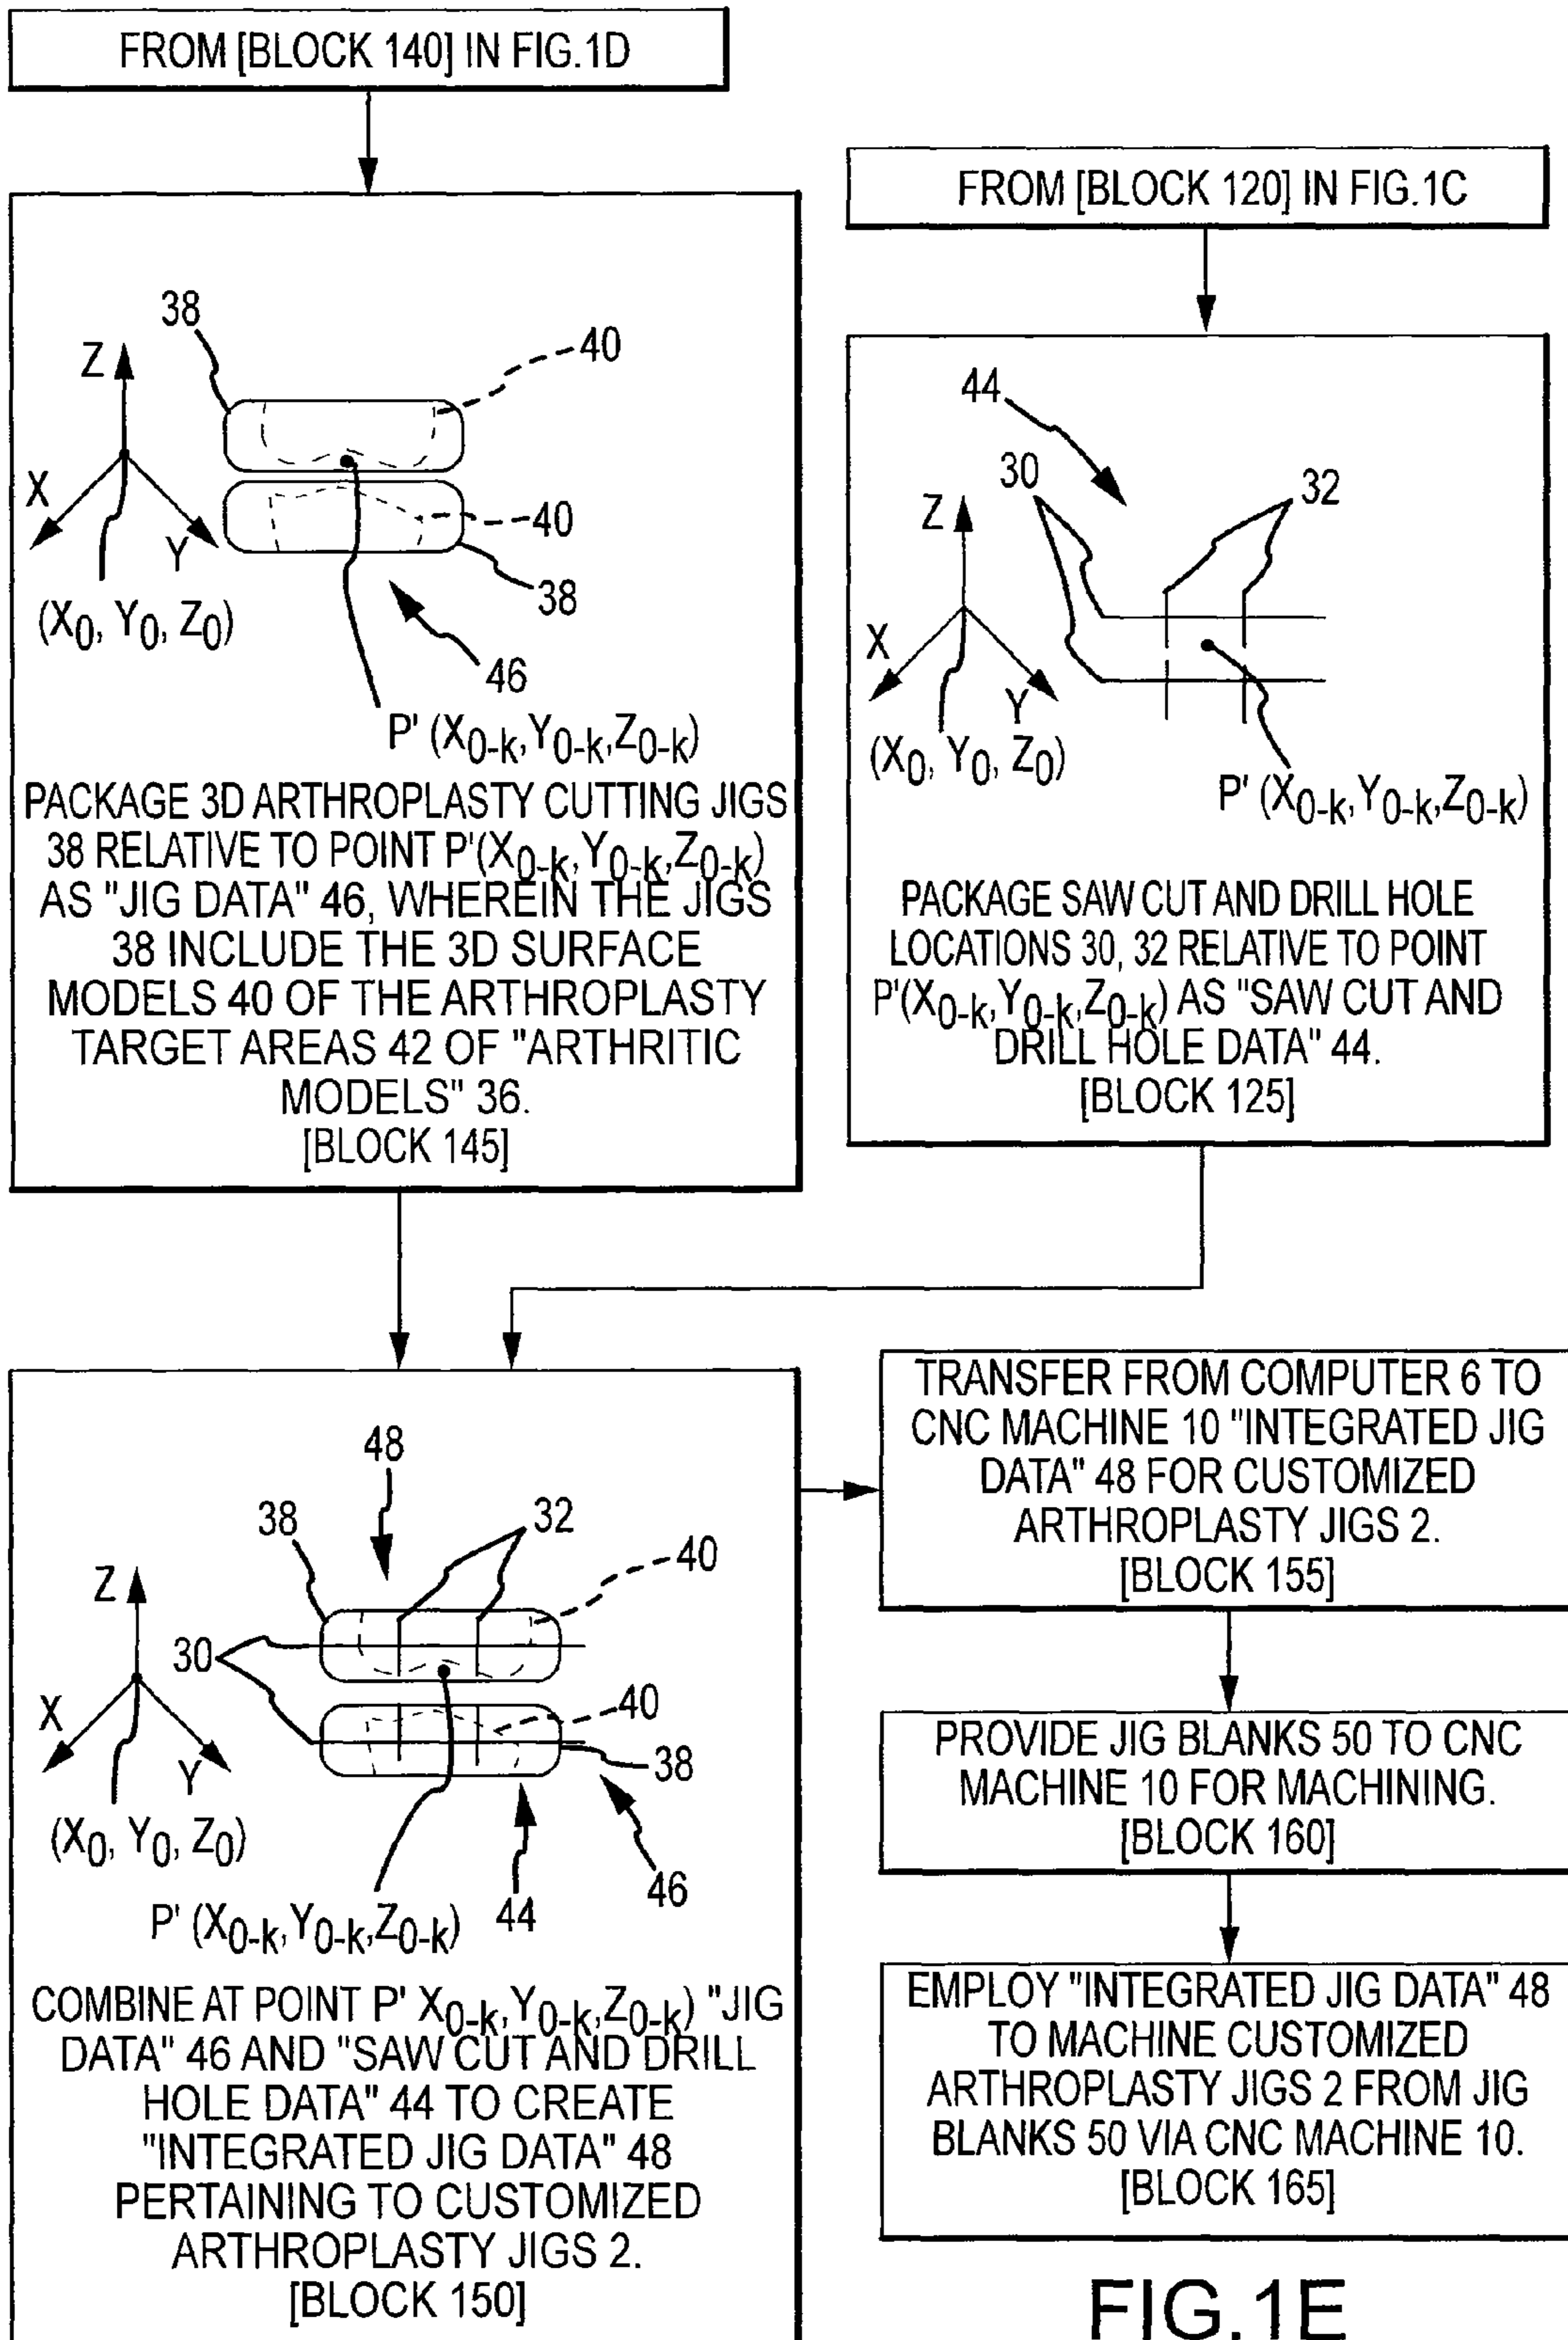 FROM [BLOCK 140] IN FIG.1D
38
40
Z
X
Y
40
38
(X0, Y0, Z0)
46
P' (X0-k,Y0-k,Z0-k)
PACKAGE 3D ARTHROPLASTY CUTTING JIGS
38 RELATIVE TO POINT P'(X0-k,Y0-k,Z0-k)
AS "JIG DATA" 46, WHEREIN THE JIGS
38 INCLUDE THE 3D SURFACE
MODELS 40 OF THE ARTHROPLASTY
TARGET AREAS 42 OF "ARTHRITIC
MODELS" 36.
[BLOCK 145]
FROM [BLOCK 120] IN FIG.1C
44
30
32
Z
X
Y
(X0, Y0, Z0)
P' (X0-k,Y0-k,Z0-k)
PACKAGE SAW CUT AND DRILL HOLE
LOCATIONS 30, 32 RELATIVE TO POINT
P'(X0-k,Y0-k,Z0-k) AS "SAW CUT AND
DRILL HOLE DATA" 44.
[BLOCK 125]
48
38
32
40
Z
30
X
Y
40
38
(X0, Y0, Z0)
46
P' (X0-k,Y0-k,Z0-k)
44
COMBINE AT POINT P' X0-k,Y0-k,Z0-k) "JIG
DATA" 46 AND "SAW CUT AND DRILL
HOLE DATA" 44 TO CREATE
"INTEGRATED JIG DATA" 48
PERTAINING TO CUSTOMIZED
ARTHROPLASTY JIGS 2.
[BLOCK 150]
TRANSFER FROM COMPUTER 6 TO
CNC MACHINE 10 "INTEGRATED JIG
DATA" 48 FOR CUSTOMIZED
ARTHROPLASTY JIGS 2.
[BLOCK 155]
PROVIDE JIG BLANKS 50 TO CNC
MACHINE 10 FOR MACHINING.
[BLOCK 160]
EMPLOY "INTEGRATED JIG DATA" 48
TO MACHINE CUSTOMIZED
ARTHROPLASTY JIGS 2 FROM JIG
BLANKS 50 VIA CNC MACHINE 10.
[BLOCK 165]
FIG.1E